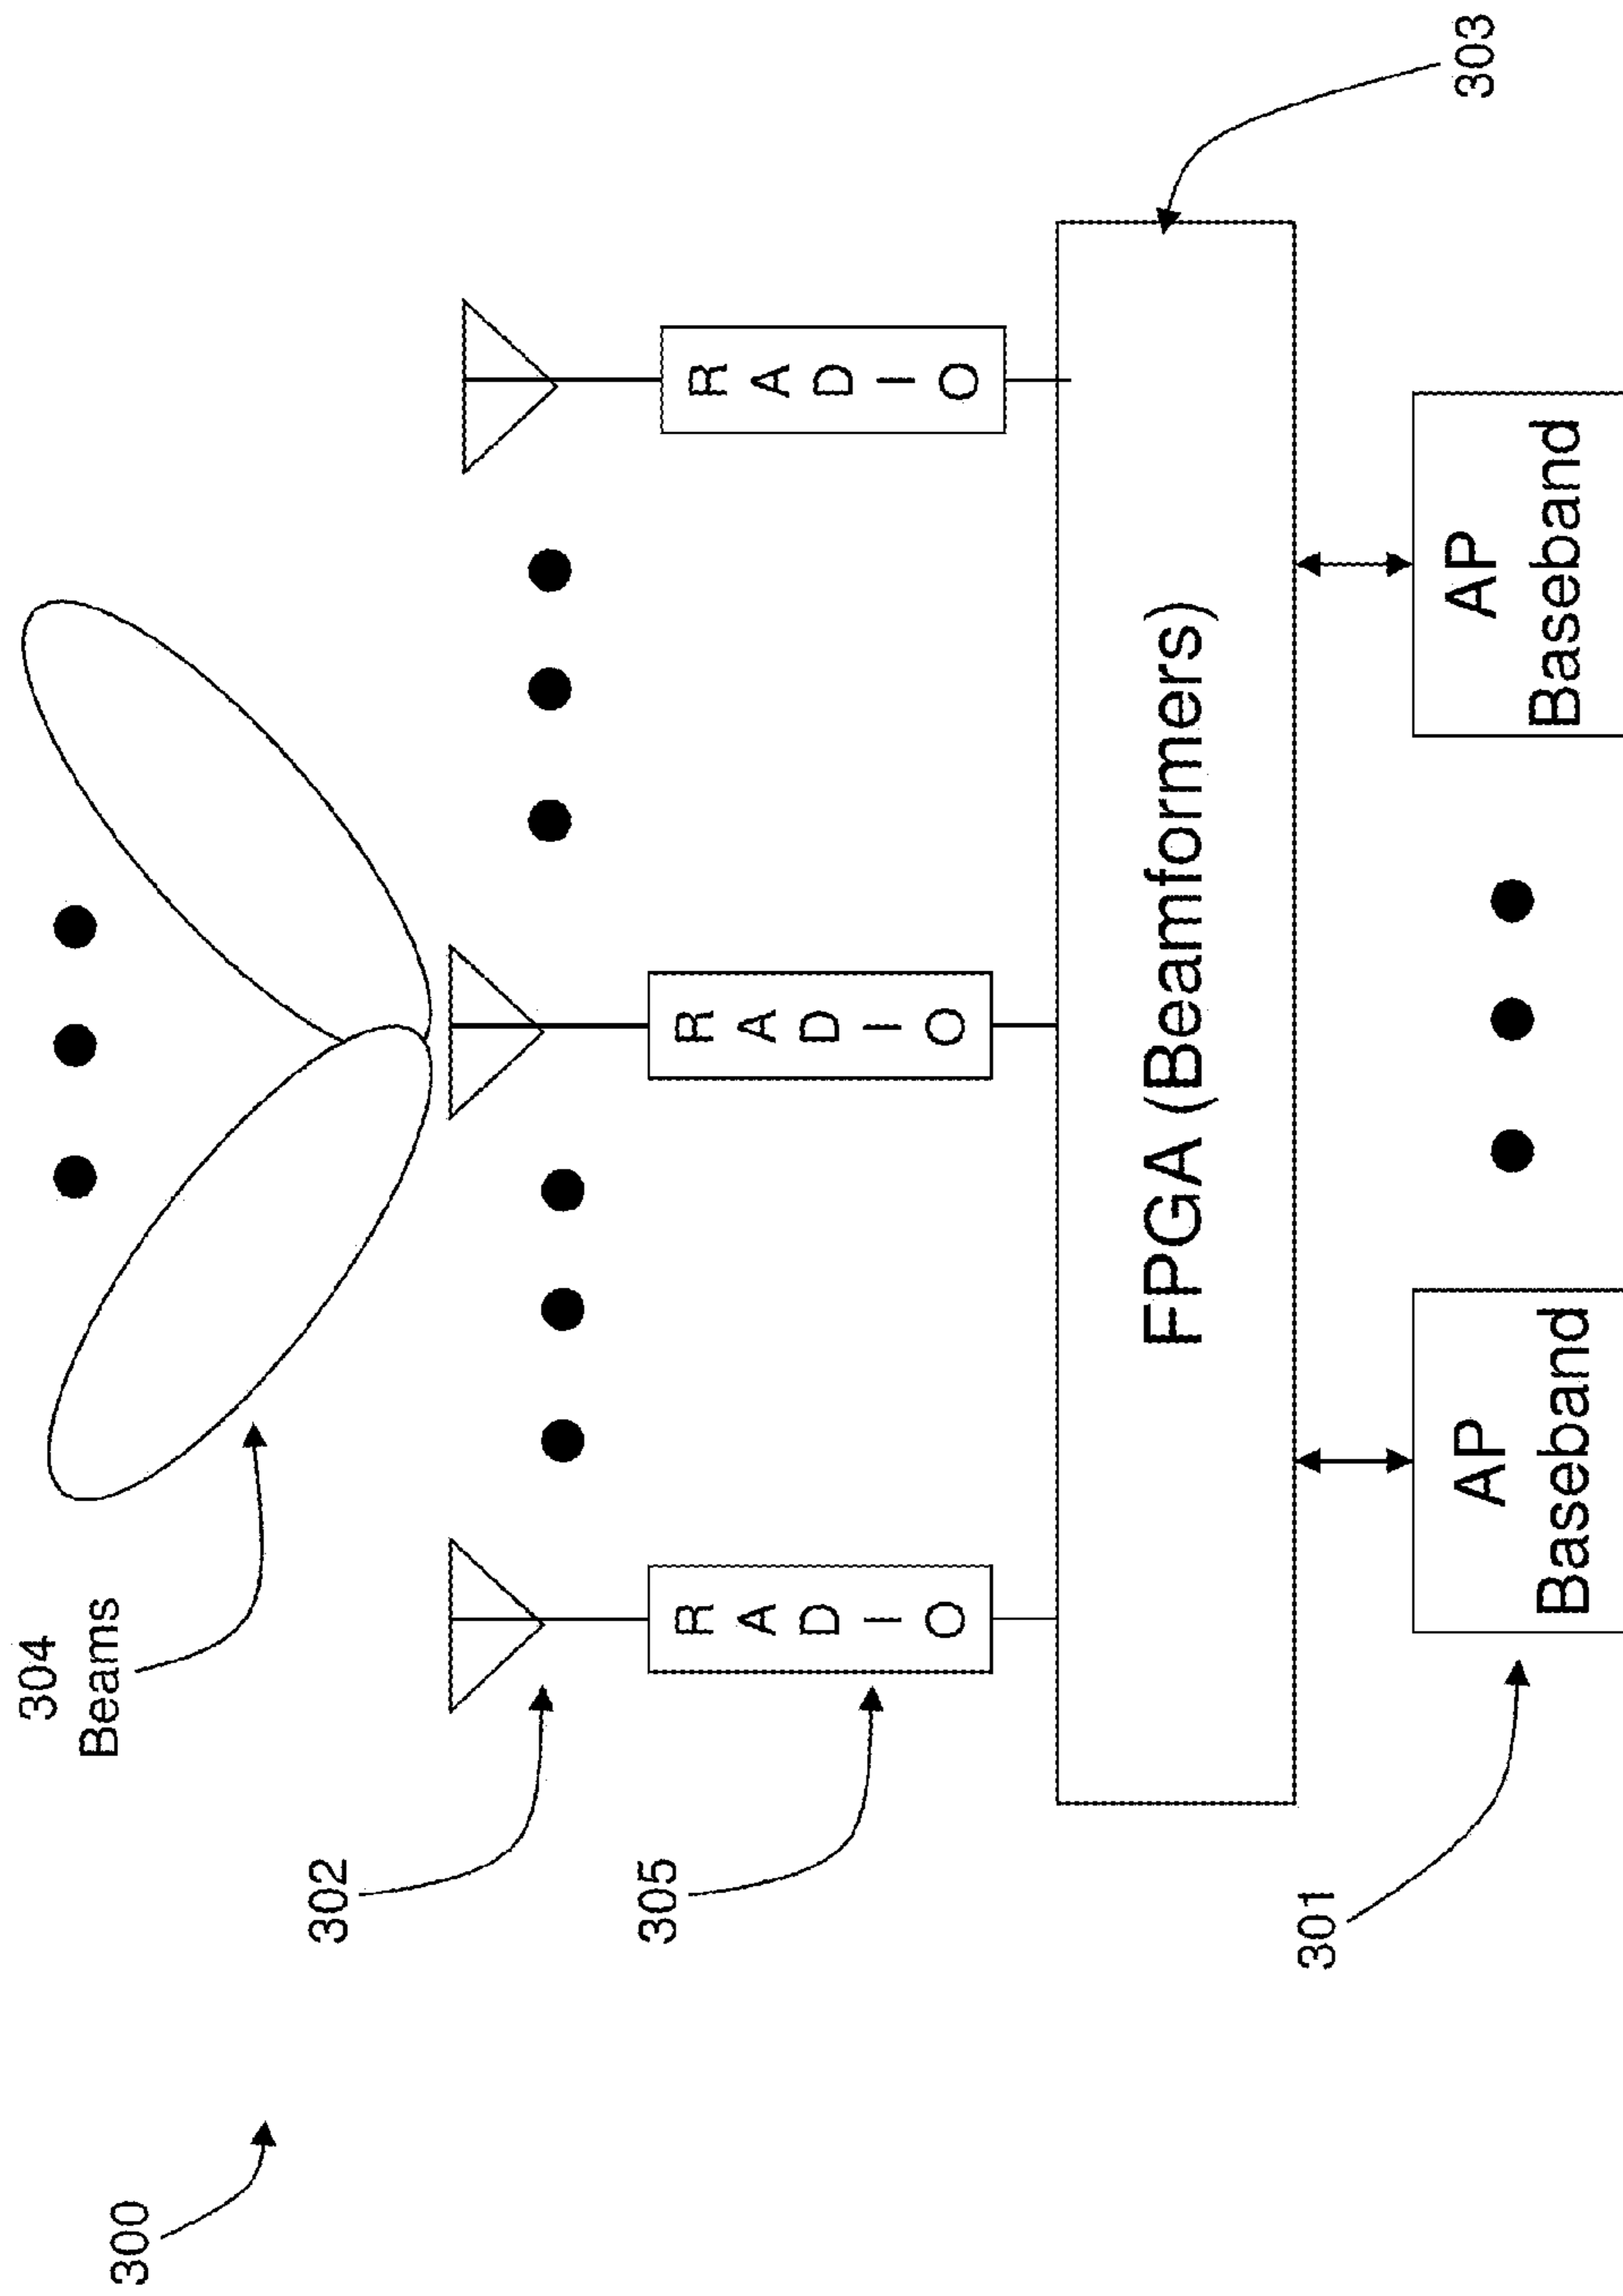 300
304
Beams
302
305
RADIO
RADIO
RADIO
303
FPGA (Beamformers)
301
AP
Baseband
AP
Baseband